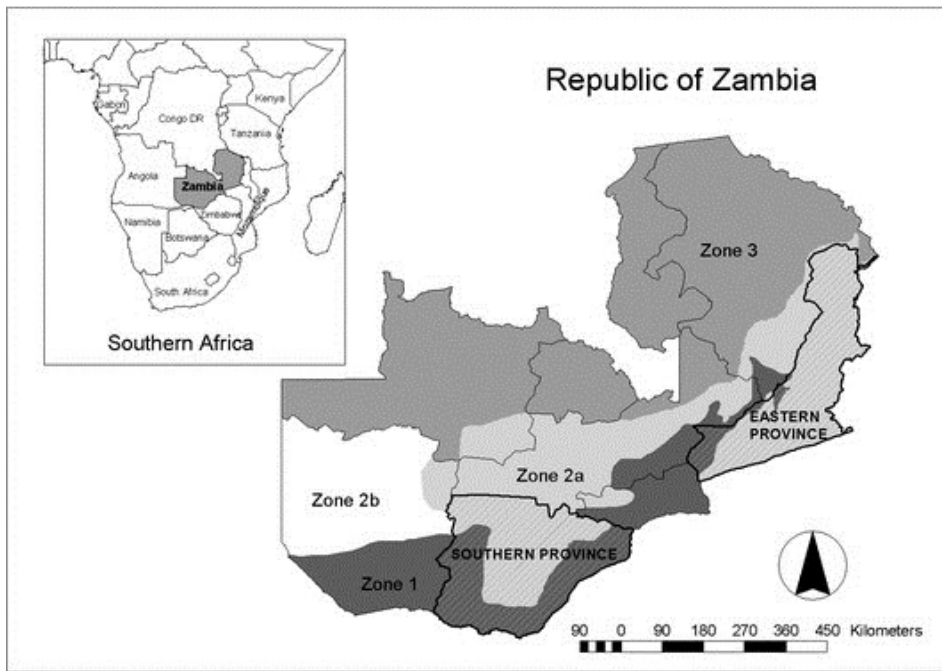 Republic of Zambia
Gabon
Kenya
Congo DR
Tanzania
Angola
Zambia
Zimbabwe
Mozambique
Namibia
Botswana
South Africa
Southern Africa
Zone 3
EASTERN
PROVINCE
Zone 2a
Zone 2b
SOUTHERN PROVINCE
Zone 1
90 0 90 180 270 360 450 Kilometers